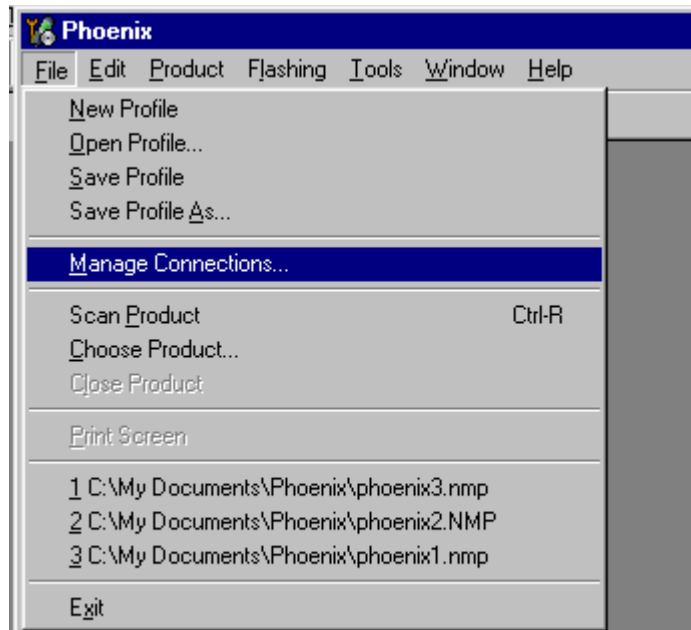 Phoenix
File Edit Product Flashing Tools Window Help
New Profile
Open Profile...
Save Profile
Save Profile As...
Manage Connections...
Scan Product Ctrl-R
Choose Product...
Close Product
Print Screen
1 C:\My Documents\Phoenix\phoenix3.nmp
2 C:\My Documents\Phoenix\phoenix2.NMP
3 C:\My Documents\Phoenix\phoenix1.nmp
Exit